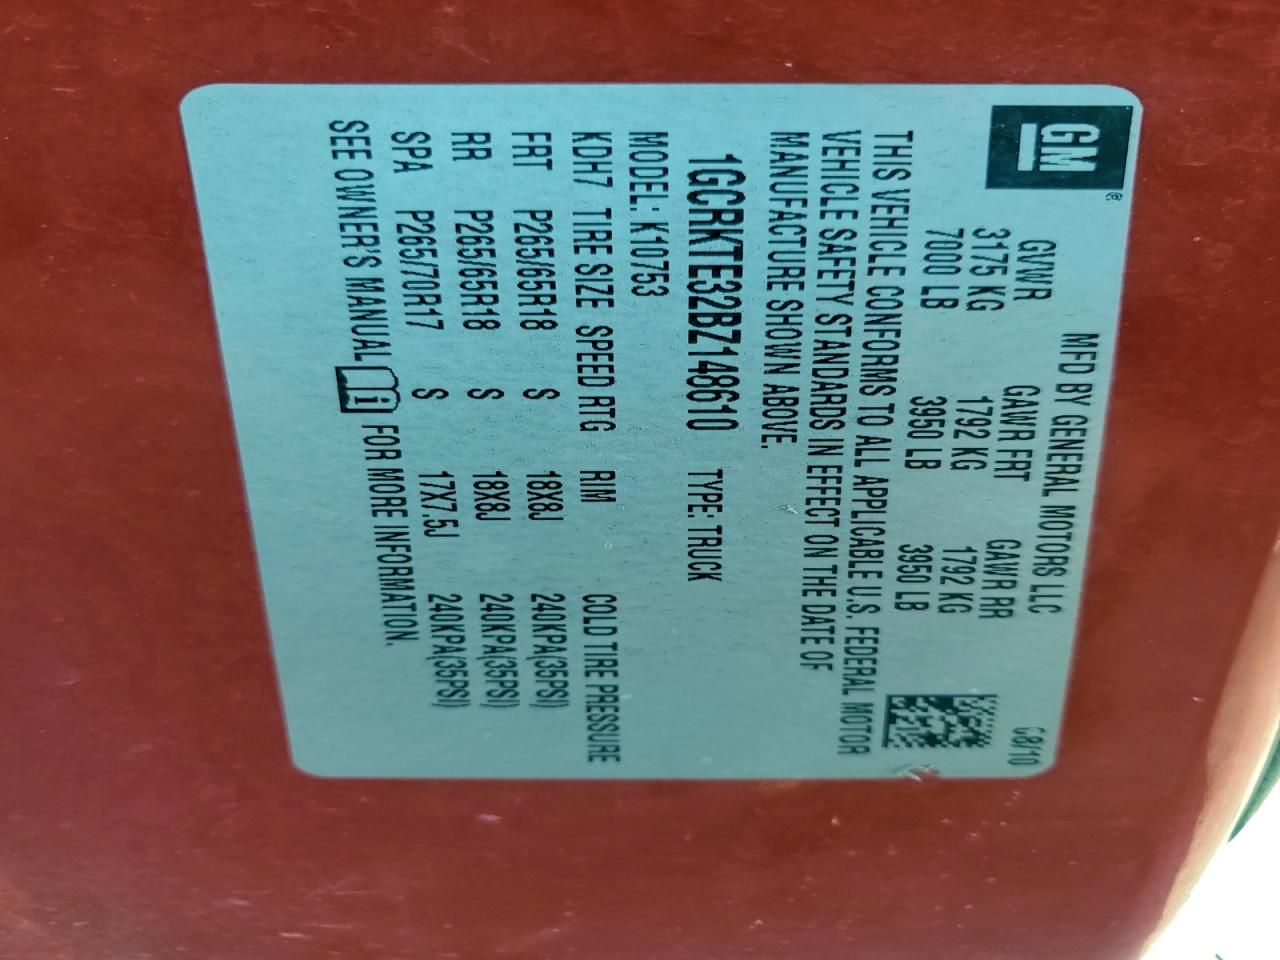 GM®
MFD BY GENERAL MOTORS LLC 08/10
GVWR GAWR FRT GAWR RR
3175 KG 1792 KG 1792 KG
7000 LB 3950 LB 3950 LB
THIS VEHICLE CONFORMS TO ALL APPLICABLE U.S. FEDERAL MOTOR
VEHICLE SAFETY STANDARDS IN EFFECT ON THE DATE OF
MANUFACTURE SHOWN ABOVE.
1GCRKTE32BZ148610 TYPE: TRUCK
MODEL: K10753
KDH7 TIRE SIZE SPEED RTG RIM COLD TIRE PRESSURE
FRT P265/65R18 S 18X8J 240KPA(35PSI)
RR P265/65R18 S 18X8J 240KPA(35PSI)
SPA P265/70R17 S 17X7.5J 240KPA(35PSI)
SEE OWNER'S MANUAL i FOR MORE INFORMATION.